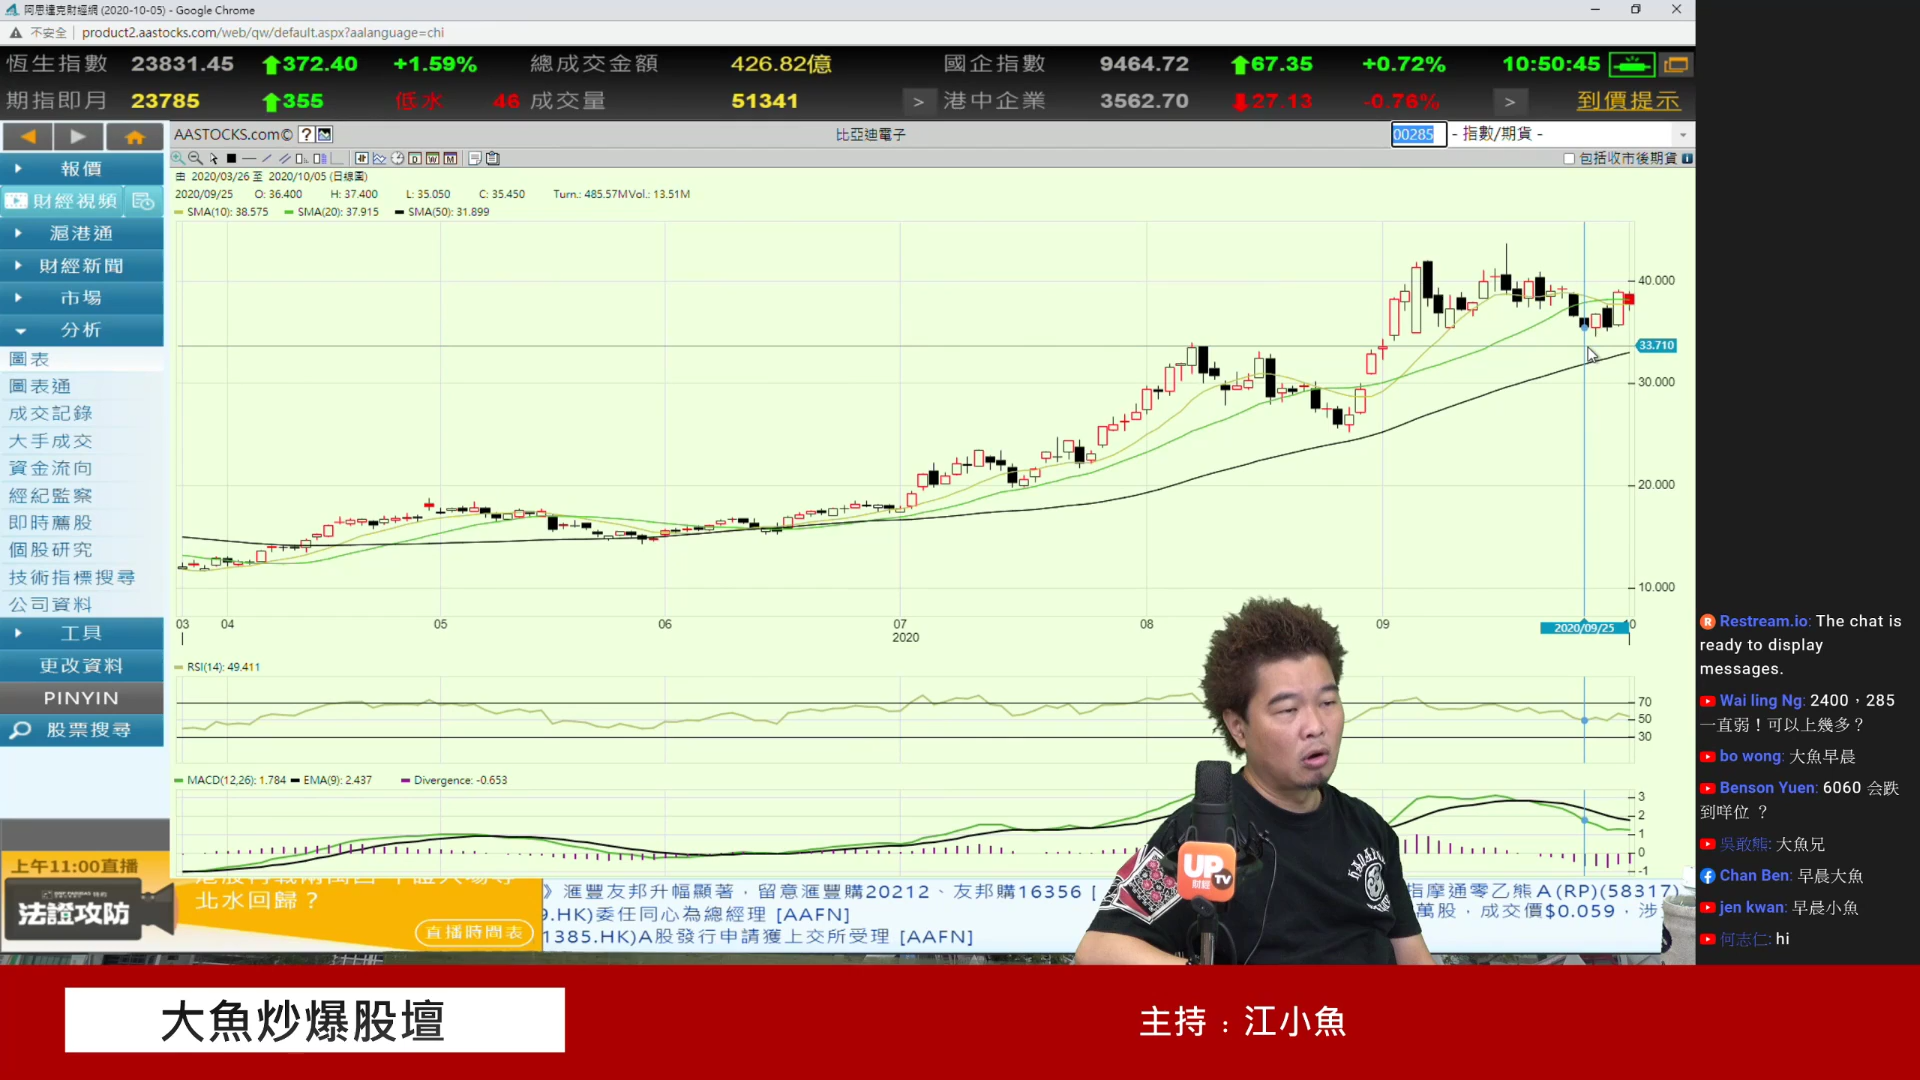 阿思達克財經網 (2020-10-05) - Google Chrome
不安全 | product2.aastocks.com/web/qw/default.aspx?aalanguage=chi
恆生指數 23831.45 372.40 +1.59% 總成交金額 426.82億 國企指數 9464.72 67.35 +0.72% 10:50:45
期指即月 23785 355 低水 46 成交量 51341 > 港中企業 3562.70 27.13 -0.76% > 到價提示
AASTOCKS.com© ? 比亞迪電子 00285 - 指數/期貨 -
包括收市後期貨
由 2020/03/26 至 2020/10/05 (日線圖)
2020/09/25 O: 36.400 H: 37.400 L: 35.050 C: 35.450 Turn.: 485.57MVol.: 13.51M
SMA(10): 38.575 SMA(20): 37.915 SMA(50): 31.899
報價
財經視頻
滬港通
財經新聞
市場
分析
圖表
圖表通
成交記錄
大手成交
資金流向
經紀監察
即時薦股
個股研究
技術指標搜尋
公司資料
工具
更改資料
PINYIN
股票搜尋
40.000
33.710
30.000
20.000
10.000
03 04 05 06 07 08 09 2020/09/25 0
2020
RSI(14): 49.411
70
50
30
MACD(12,26): 1.784 EMA(9): 2.437 Divergence: -0.653
3
2
1
0
-1
上午11:00直播
法證攻防
北水回歸？
直播時間表
》滙豐友邦升幅顯著，留意滙豐購20212、友邦購16356 [
指摩通零乙熊A(RP)(58317)
9.HK)委任同心為總經理 [AAFN]
萬股，成交價$0.059，涉
1385.HK)A股發行申請獲上交所受理 [AAFN]
UP
財經 TV
Restream.io: The chat is
ready to display
messages.
Wai ling Ng: 2400，285
一直弱！可以上幾多？
bo wong: 大魚早晨
Benson Yuen: 6060 会跌
到咩位 ？
吳敢熊: 大魚兄
Chan Ben: 早晨大魚
jen kwan: 早晨小魚
何志仁: hi
大魚炒爆股壇
主持：江小魚